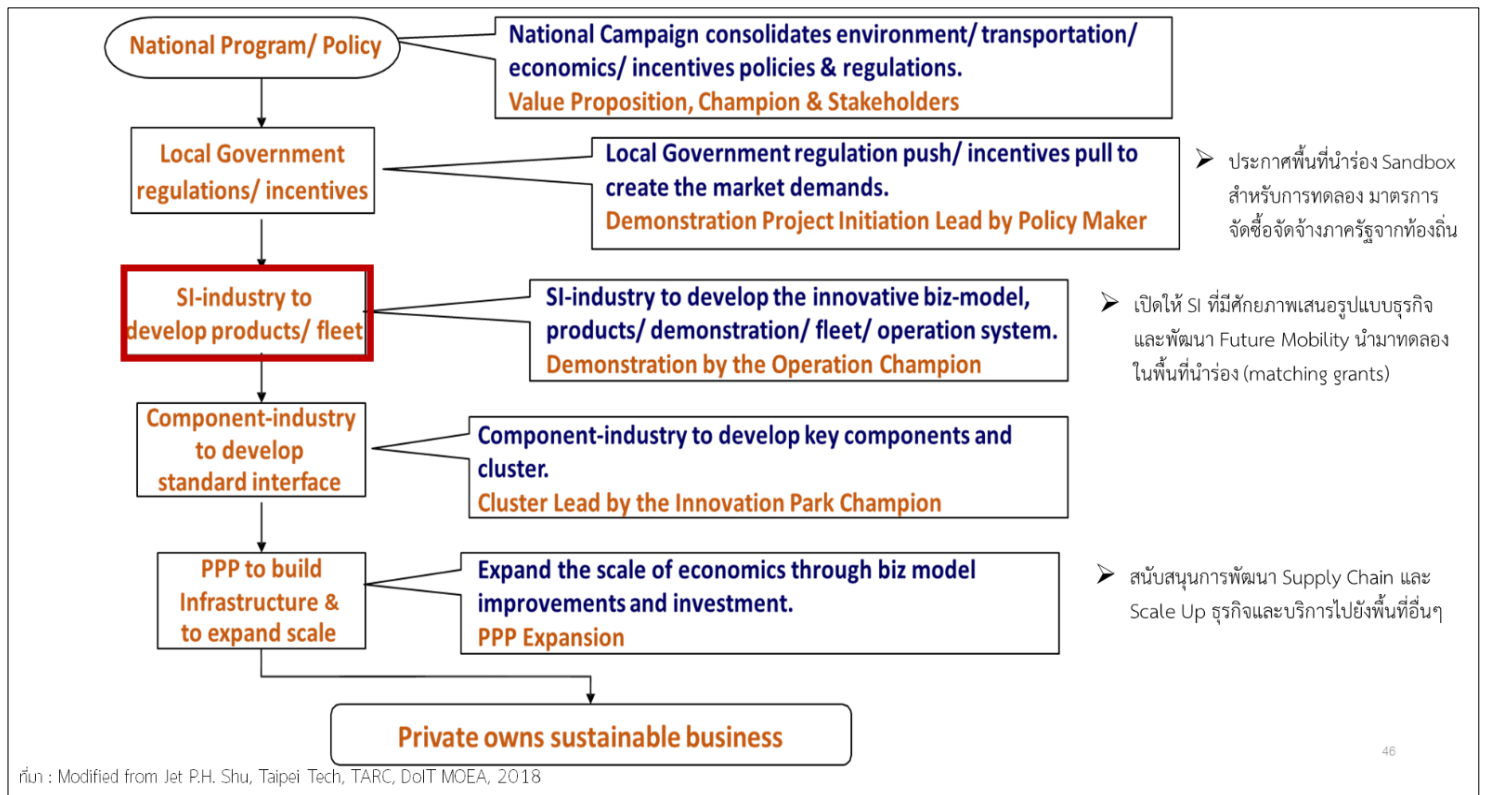 National Program/ Policy
National Campaign consolidates environment/ transportation/
economics/ incentives policies & regulations.
Value Proposition, Champion & Stakeholders
Local Government
regulations/ incentives
Local Government regulation push/ incentives pull to
create the market demands.
Demonstration Project Initiation Lead by Policy Maker
➢ ประกาศพื้นที่นำร่อง Sandbox
สำหรับการทดลอง มาตรการ
จัดซื้อจัดจ้างภาครัฐจากท้องถิ่น
SI-industry to
develop products/ fleet
SI-industry to develop the innovative biz-model,
products/ demonstration/ fleet/ operation system.
Demonstration by the Operation Champion
➢ เปิดให้ SI ที่มีศักยภาพเสนอรูปแบบธุรกิจ
และพัฒนา Future Mobility นำมาทดลอง
ในพื้นที่นำร่อง (matching grants)
Component-industry
to develop
standard interface
Component-industry to develop key components and
cluster.
Cluster Lead by the Innovation Park Champion
PPP to build
Infrastructure &
to expand scale
Expand the scale of economics through biz model
improvements and investment.
PPP Expansion
➢ สนับสนุนการพัฒนา Supply Chain และ
Scale Up ธุรกิจและบริการไปยังพื้นที่อื่นๆ
Private owns sustainable business
46
ที่มา : Modified from Jet P.H. Shu, Taipei Tech, TARC, DoIT MOEA, 2018